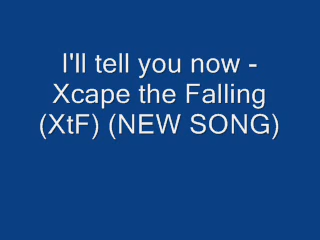 I'll tell you now -
Xcape the Falling
(XtF) (NEW SONG)